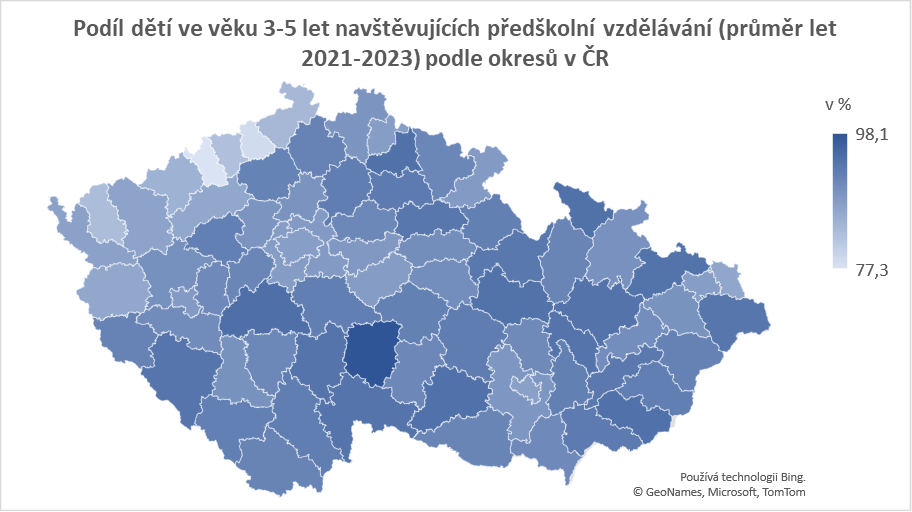 Podíl dětí ve věku 3-5 let navštěvujících předškolní vzdělávání (průměr let
2021-2023) podle okresů v ČR
v %
98,1
77,3
Používá technologii Bing.
© GeoNames, Microsoft, TomTom